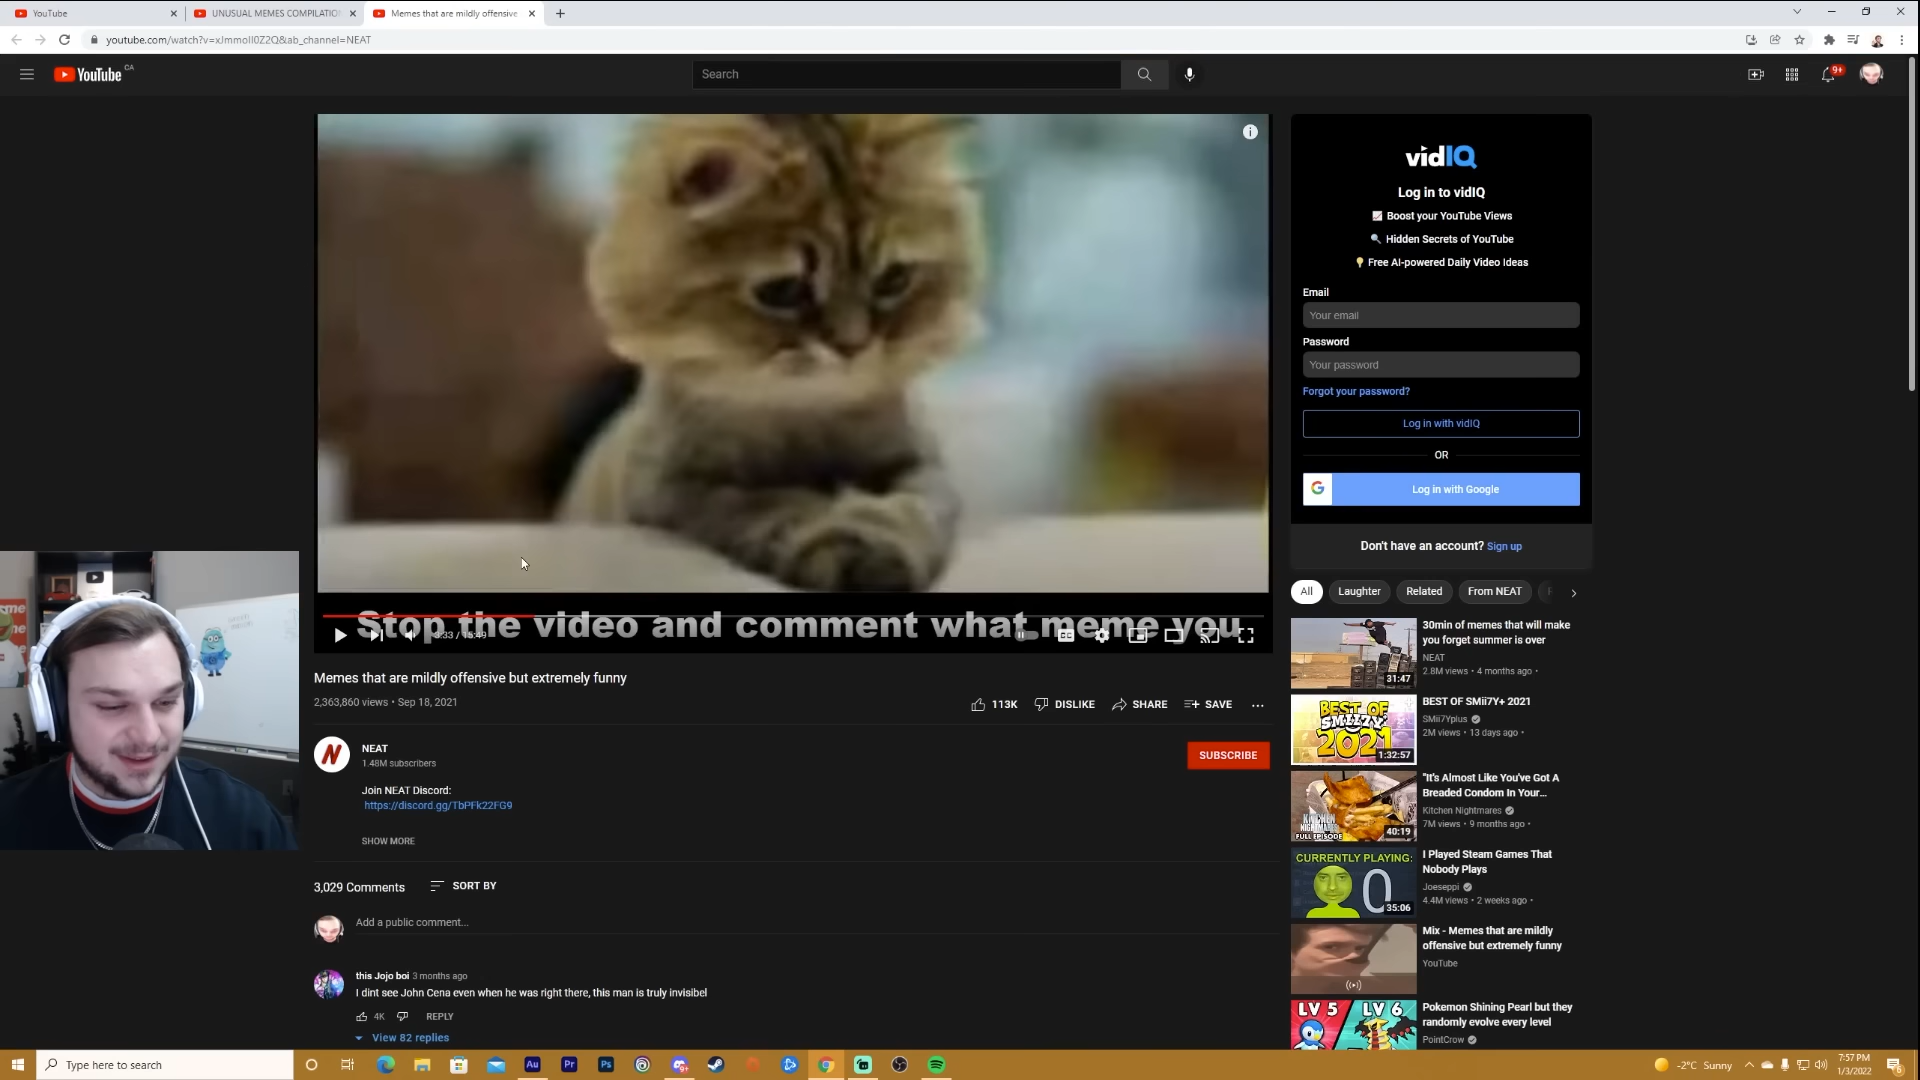 YouTube
UNUSUAL MEMES COMPILATION
Memes that are mildly offensive
youtube.com/watch?v=xJmmoII0Z2Q&ab_channel=NEAT
YouTube CA
Search
9+
vidIQ
Log in to vidIQ
Boost your YouTube Views
Hidden Secrets of YouTube
Free AI-powered Daily Video Ideas
Email
Your email
Password
Your password
Forgot your password?
Log in with vidIQ
OR
Log in with Google
Don't have an account? Sign up
Stop the video and comment what meme you
3:33 / 15:49
Memes that are mildly offensive but extremely funny
2,363,860 views • Sep 18, 2021
113K
DISLIKE
SHARE
SAVE
NEAT
1.48M subscribers
SUBSCRIBE
Join NEAT Discord:
https://discord.gg/TbPFk22FG9
SHOW MORE
3,029 Comments
SORT BY
Add a public comment...
this Jojo boi 3 months ago
I dint see John Cena even when he was right there, this man is truly invisibel
4K
REPLY
View 82 replies
All
Laughter
Related
From NEAT
31:47
30min of memes that will make
you forget summer is over
NEAT
2.8M views • 4 months ago •
BEST OF
SMii7Y
2021
1:32:57
BEST OF SMii7Y+ 2021
SMii7Yplus
2M views • 13 days ago •
KITCHEN
NIGHTMARES
FULL EPISODE
40:19
"It's Almost Like You've Got A
Breaded Condom In Your...
Kitchen Nightmares
7M views • 9 months ago •
CURRENTLY PLAYING:
0
35:06
I Played Steam Games That
Nobody Plays
Joeseppi
4.4M views • 2 weeks ago •
Mix - Memes that are mildly
offensive but extremely funny
YouTube
LV 5
LV 6
Pokemon Shining Pearl but they
randomly evolve every level
PointCrow
Type here to search
Au
Pr
Ps
-2°C Sunny
7:57 PM
1/3/2022